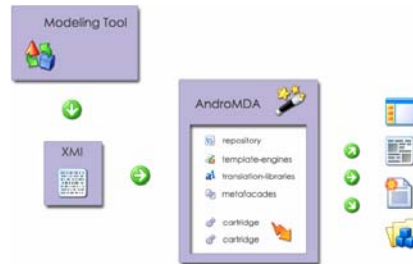 Modeling Tool
AndroMDA
XMI
repository
template-engines
translation-libraries
metafacades
cartridge
cartridge